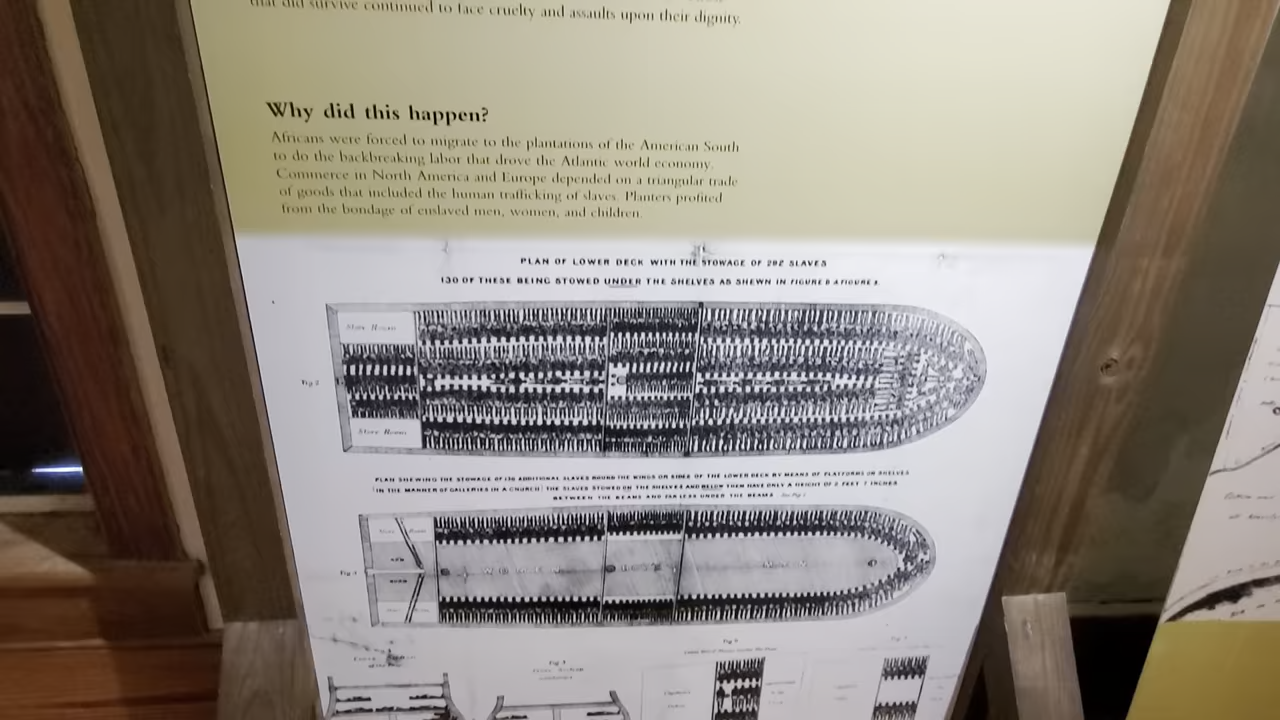 that did survive continued to face cruelty and assaults upon their dignity.
Why did this happen?
Africans were forced to migrate to the plantations of the American South
to do the backbreaking labor that drove the Atlantic world economy.
Commerce in North America and Europe depended on a triangular trade
of goods that included the human trafficking of slaves. Planters profited
from the bondage of enslaved men, women, and children.
PLAN OF LOWER DECK WITH THE STOWAGE OF 292 SLAVES
130 OF THESE BEING STOWED UNDER THE SHELVES AS SHEWN IN FIGURE
Store Room
Store Room
PLAN SHEWING THE STOWAGE OF 130 ADDITIONAL SLAVES ROUND THE WINGS OR SIDES OF THE LOWER DECK BY MEANS OF PLATFORMS OR SHELVES
(IN THE MANNER OF GALLERIES IN A CHURCH) THE SLAVES STOWED ON THE SHELVES AND BELOW THEM HAVE ONLY A HEIGHT OF 2 FEET 7 INCHES
BETWEEN THE BEAMS AND FAR LESS UNDER THE BEAMS
WOMEN
MEN